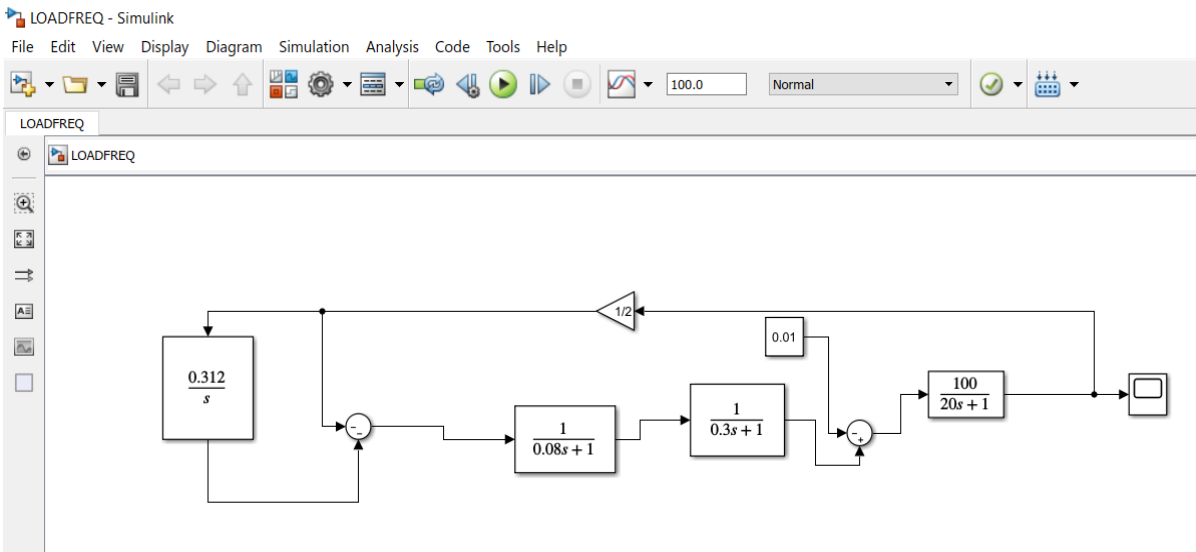 LOADFREQ - Simulink
File Edit View Display Diagram Simulation Analysis Code Tools Help
100.0 Normal
LOADFREQ
LOADFREQ
1/2
0.01
0.312
s
100
20s + 1
1
0.3s + 1
1
0.08s + 1